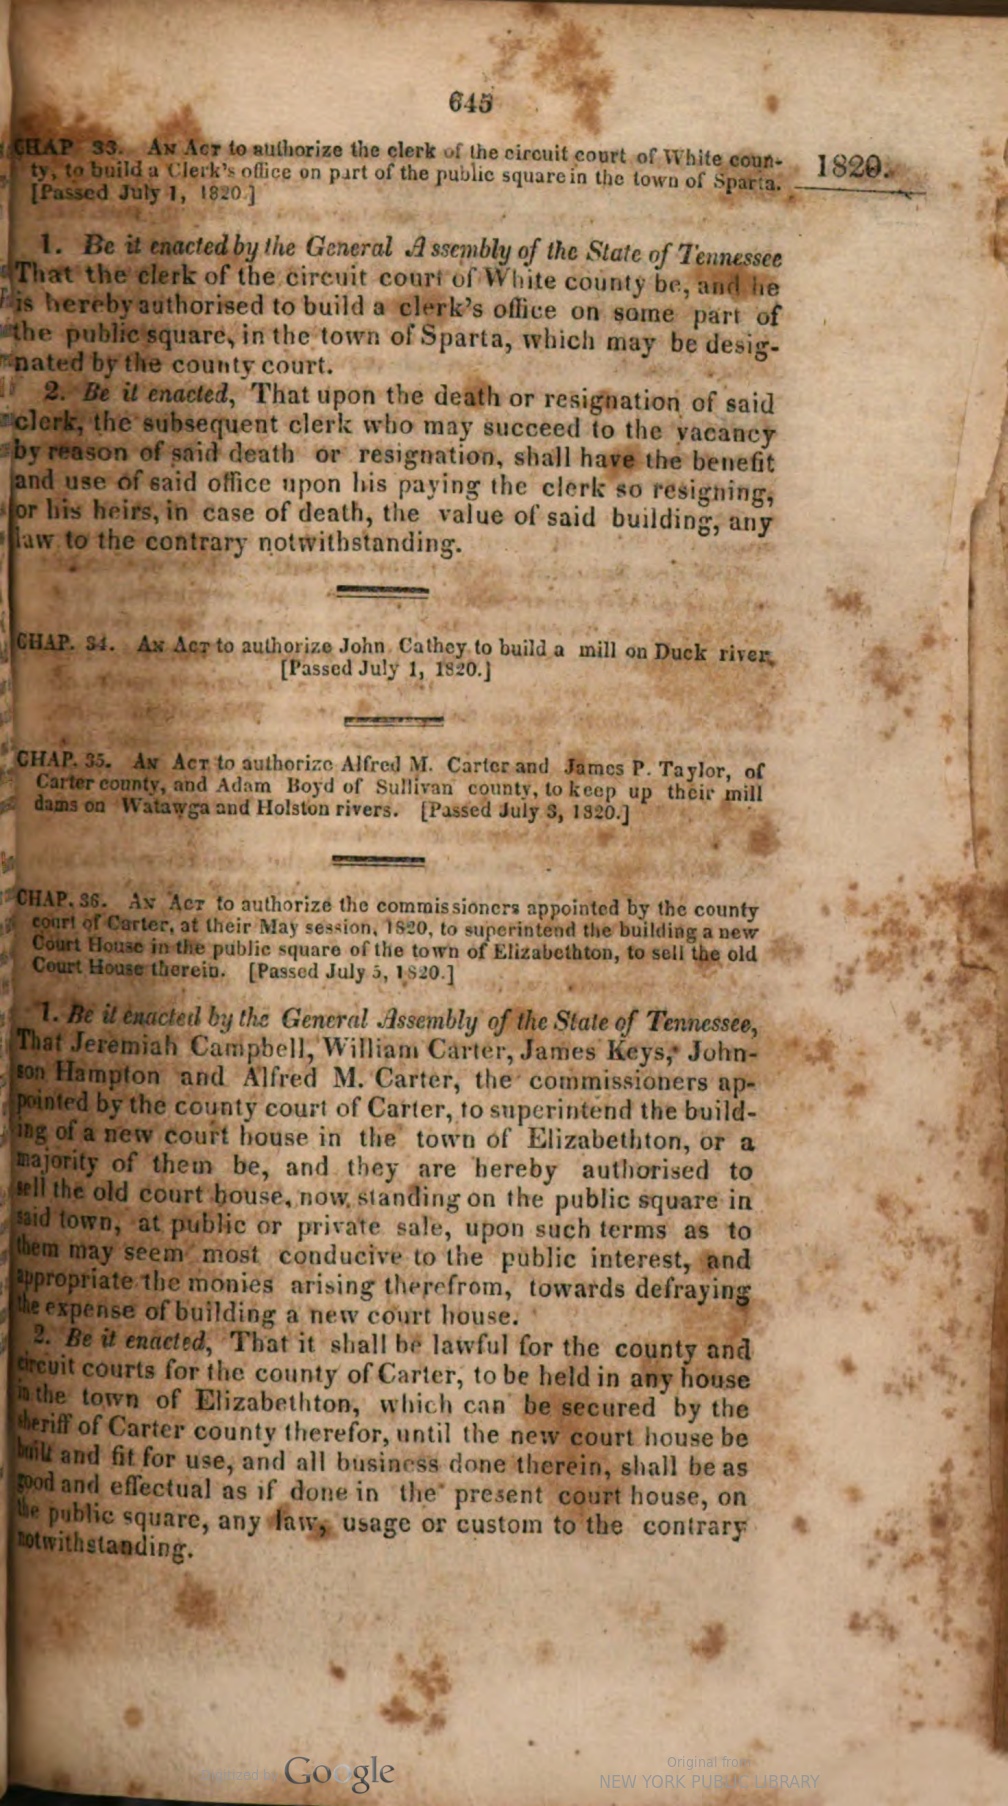 645
CHAP 33. AN ACT to authorize the clerk of the circuit court of White coun-
ty, to build a Clerk's office on part of the public square in the town of Sparta.
[Passed July 1, 1820.]
1820.
1. Be it enacted by the General Assembly of the State of Tennessee
That the clerk of the circuit court of White county be, and he
is hereby authorised to build a clerk's office on some part of
the public square, in the town of Sparta, which may be desig-
nated by the county court.
2. Be it enacted, That upon the death or resignation of said
clerk, the subsequent clerk who may succeed to the vacancy
by reason of said death or resignation, shall have the benefit
and use of said office upon his paying the clerk so resigning,
or his heirs, in case of death, the value of said building, any
law to the contrary notwithstanding.
CHAP. 34. AN ACT to authorize John Cathey to build a mill on Duck river.
[Passed July 1, 1820.]
CHAP. 35. AN ACT to authorize Alfred M. Carter and James P. Taylor, of
Carter county, and Adam Boyd of Sullivan county, to keep up their mill
dams on Watawga and Holston rivers. [Passed July 3, 1820.]
CHAP. 36. AN ACT to authorize the commissioners appointed by the county
court of Carter, at their May session, 1820, to superintend the building a new
Court House in the public square of the town of Elizabethton, to sell the old
Court House therein. [Passed July 5, 1820.]
1. Be it enacted by the General Assembly of the State of Tennessee,
That Jeremiah Campbell, William Carter, James Keys, John-
son Hampton and Alfred M. Carter, the commissioners ap-
pointed by the county court of Carter, to superintend the build-
ing of a new court house in the town of Elizabethton, or a
majority of them be, and they are hereby authorised to
sell the old court house, now standing on the public square in
said town, at public or private sale, upon such terms as to
them may seem most conducive to the public interest, and
appropriate the monies arising therefrom, towards defraying
the expense of building a new court house.
2. Be it enacted, That it shall be lawful for the county and
circuit courts for the county of Carter, to be held in any house
in the town of Elizabethton, which can be secured by the
sheriff of Carter county therefor, until the new court house be
built and fit for use, and all business done therein, shall be as
good and effectual as if done in the present court house, on
the public square, any law, usage or custom to the contrary
notwithstanding.
Digitized by Google
Original from
NEW YORK PUBLIC LIBRARY